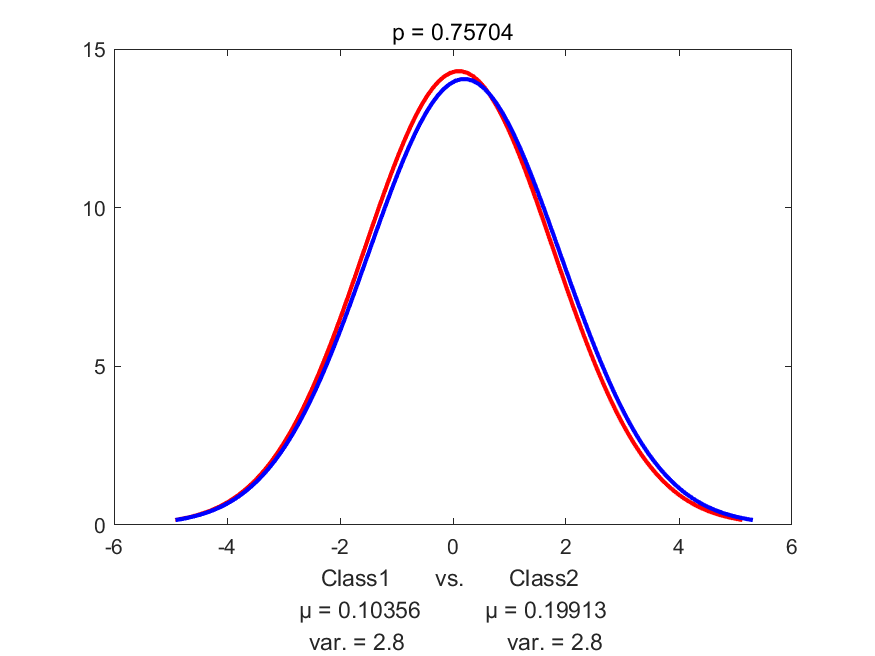 p = 0.75704
15
10
5
0
-6 -4 -2 0 2 4 6
Class1 vs. Class2
μ = 0.10356 μ = 0.19913
var. = 2.8 var. = 2.8